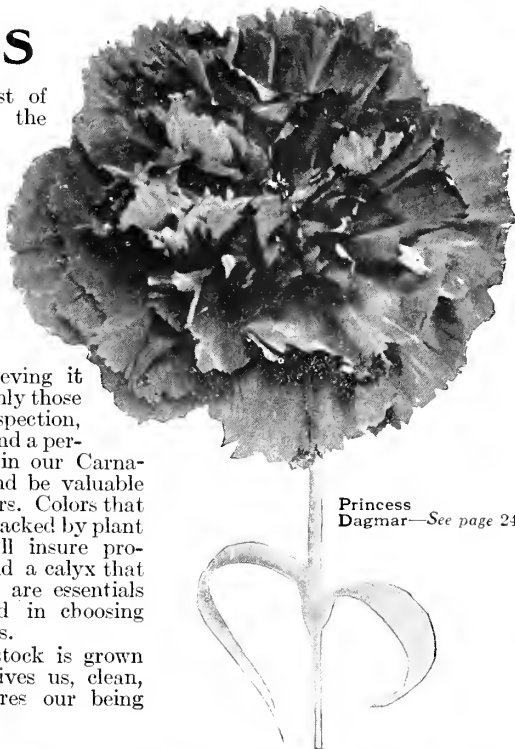 S
st of
the
eving it
nly those
spection,
nd a per-
in our Carna-
nd be valuable
rs. Colors that
acked by plant
ll insure pro-
d a calyx that
are essentials
d in choosing
s.
stock is grown
ives us, clean,
res our being
Princess
Dagmar—See page 24